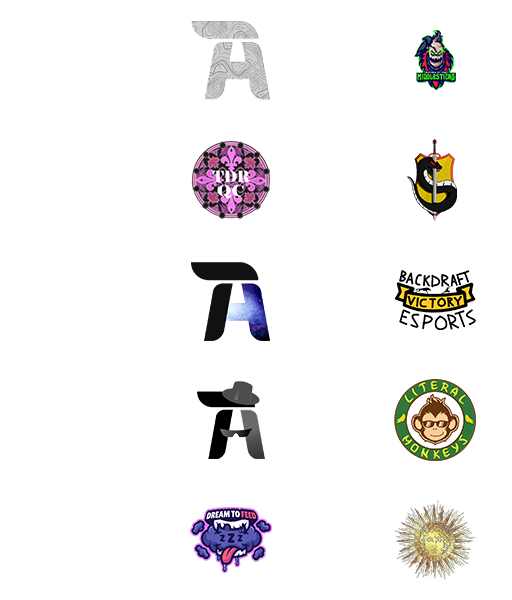 A
MIDDLESTICKS
TDR
QC
S
A
BACKDRAFT
VICTORY
ESPORTS
A
LITERAL
MONKEYS
DREAM TO FEED
zZz